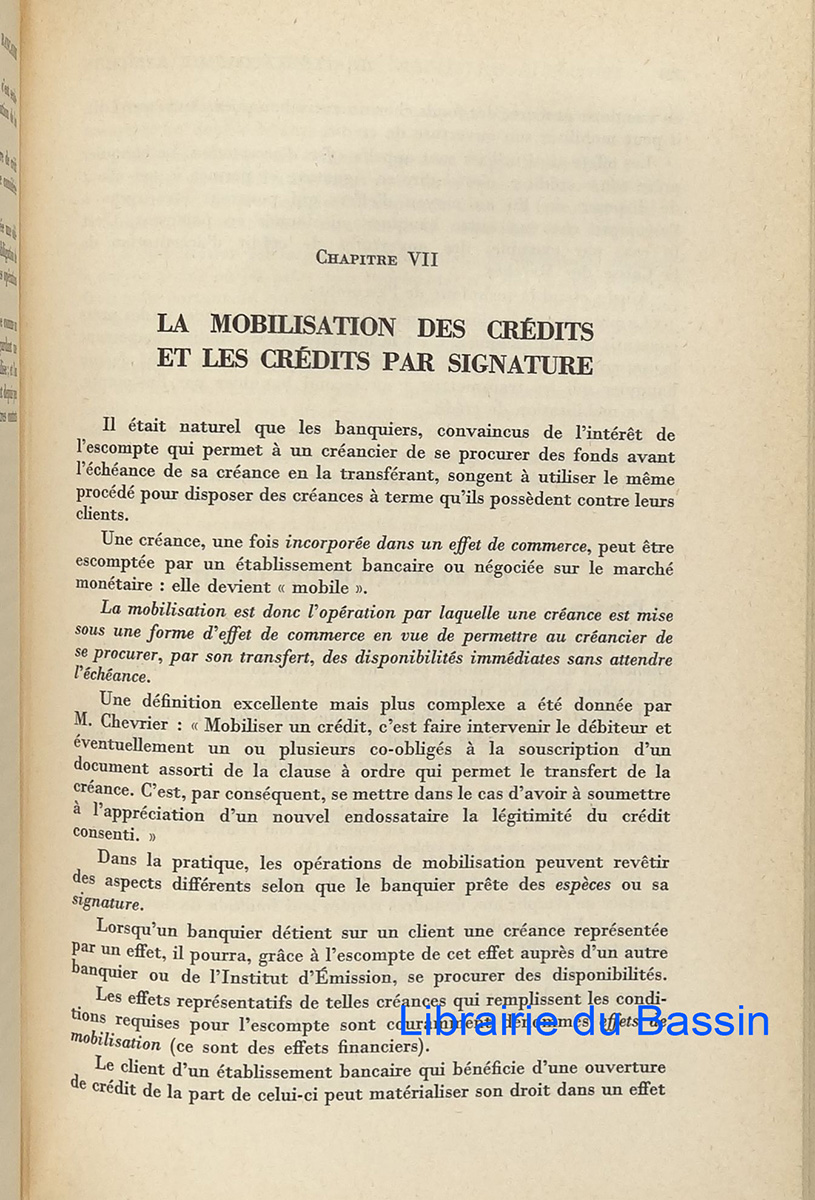 CHAPITRE VII
LA MOBILISATION DES CRÉDITS
ET LES CRÉDITS PAR SIGNATURE
Il était naturel que les banquiers, convaincus de l'intérêt de
l'escompte qui permet à un créancier de se procurer des fonds avant
l'échéance de sa créance en la transférant, songent à utiliser le même
procédé pour disposer des créances à terme qu'ils possèdent contre leurs
clients.
Une créance, une fois incorporée dans un effet de commerce, peut être
escomptée par un établissement bancaire ou négociée sur le marché
monétaire : elle devient « mobile ».
La mobilisation est donc l'opération par laquelle une créance est mise
sous une forme d'effet de commerce en vue de permettre au créancier de
se procurer, par son transfert, des disponibilités immédiates sans attendre
l'échéance.
Une définition excellente mais plus complexe a été donnée par
M. Chevrier : « Mobiliser un crédit, c'est faire intervenir le débiteur et
éventuellement un ou plusieurs co-obligés à la souscription d'un
document assorti de la clause à ordre qui permet le transfert de la
créance. C'est, par conséquent, se mettre dans le cas d'avoir à soumettre
à l'appréciation d'un nouvel endossataire la légitimité du crédit
consenti. »
Dans la pratique, les opérations de mobilisation peuvent revêtir
des aspects différents selon que le banquier prête des espèces ou sa
signature.
Lorsqu'un banquier détient sur un client une créance représentée
par un effet, il pourra, grâce à l'escompte de cet effet auprès d'un autre
banquier ou de l'Institut d'Émission, se procurer des disponibilités.
Les effets représentatifs de telles créances qui remplissent les condi-
tions requises pour l'escompte sont couramment dénommés effets de
Librairie du Bassin
mobilisation (ce sont des effets financiers).
Le client d'un établissement bancaire qui bénéficie d'une ouverture
de crédit de la part de celui-ci peut matérialiser son droit dans un effet